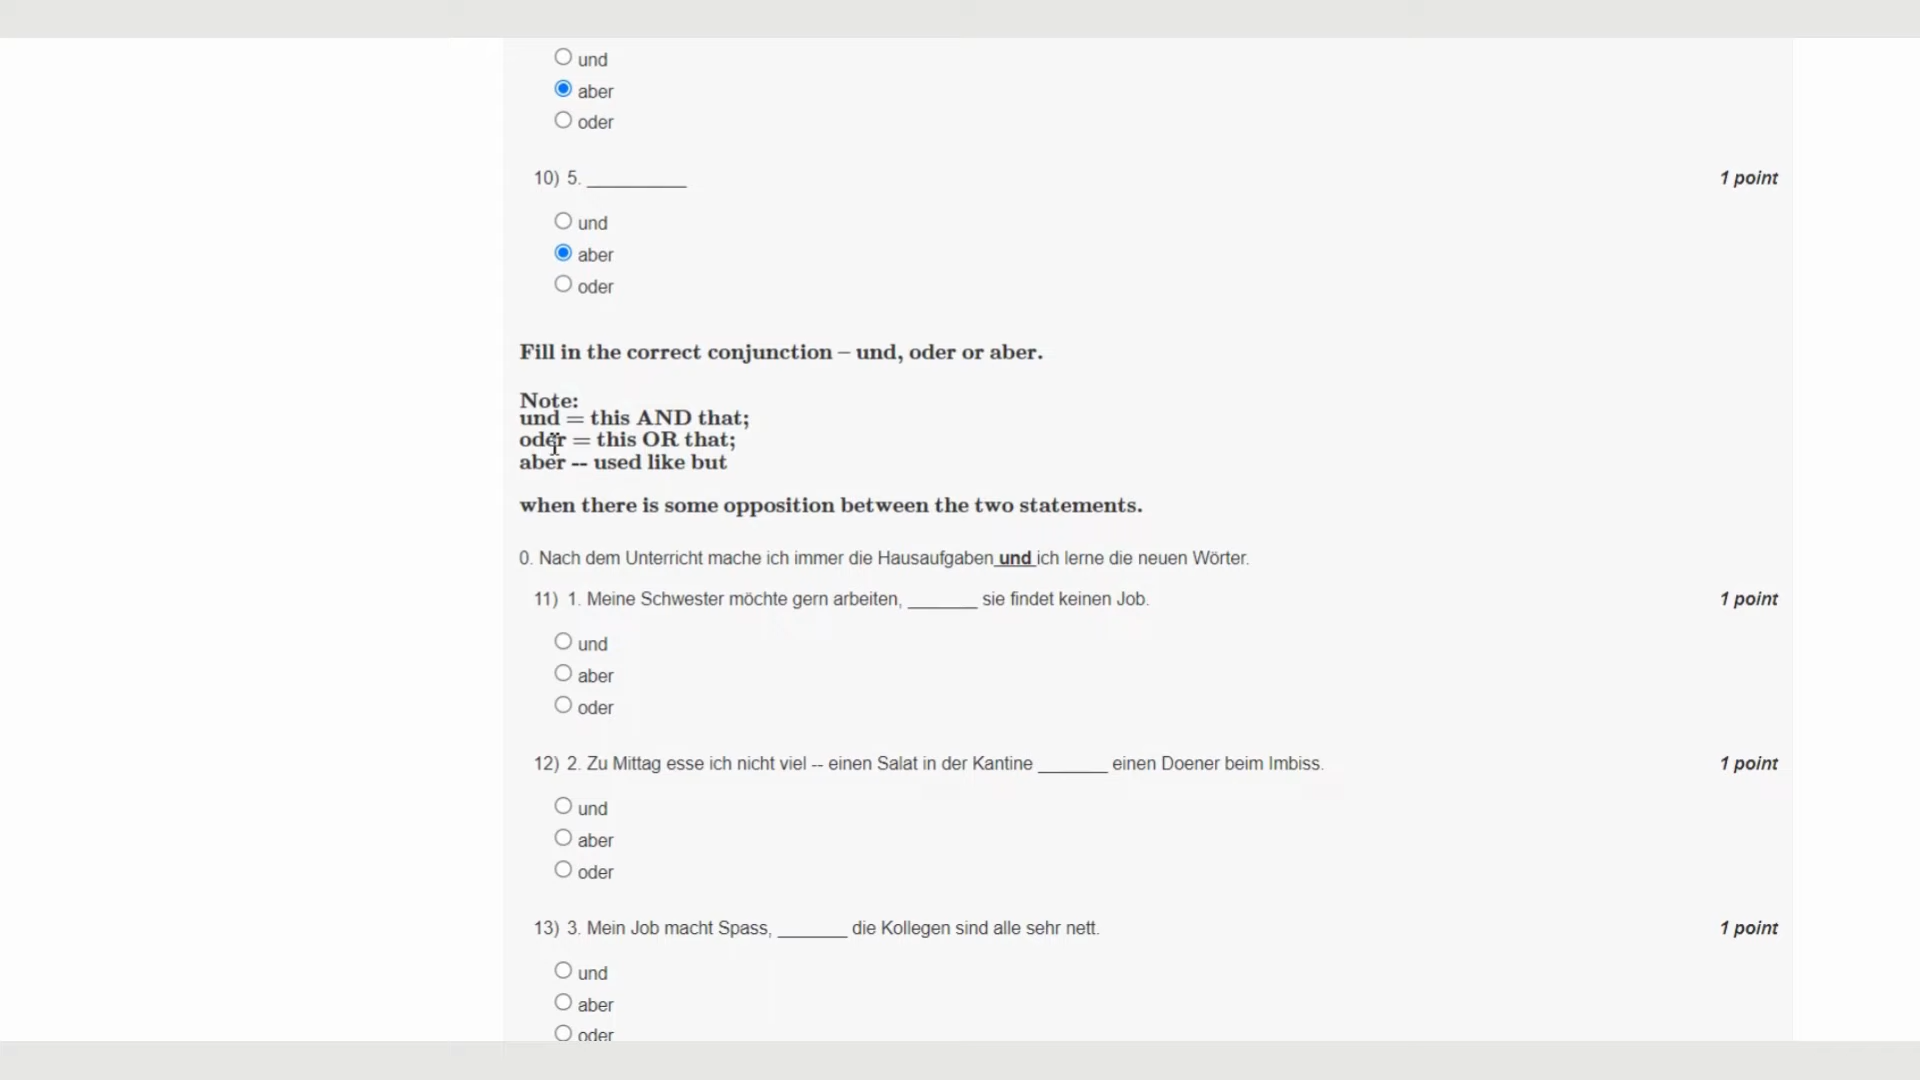 und
aber
oder
10) 5. __________
1 point
und
aber
oder
Fill in the correct conjunction – und, oder or aber.
Note:
und = this AND that;
oder = this OR that;
aber -- used like but
when there is some opposition between the two statements.
0. Nach dem Unterricht mache ich immer die Hausaufgaben und ich lerne die neuen Wörter.
11) 1. Meine Schwester möchte gern arbeiten, _______ sie findet keinen Job.
1 point
und
aber
oder
12) 2. Zu Mittag esse ich nicht viel -- einen Salat in der Kantine _______ einen Doener beim Imbiss.
1 point
und
aber
oder
13) 3. Mein Job macht Spass, _______ die Kollegen sind alle sehr nett.
1 point
und
aber
oder